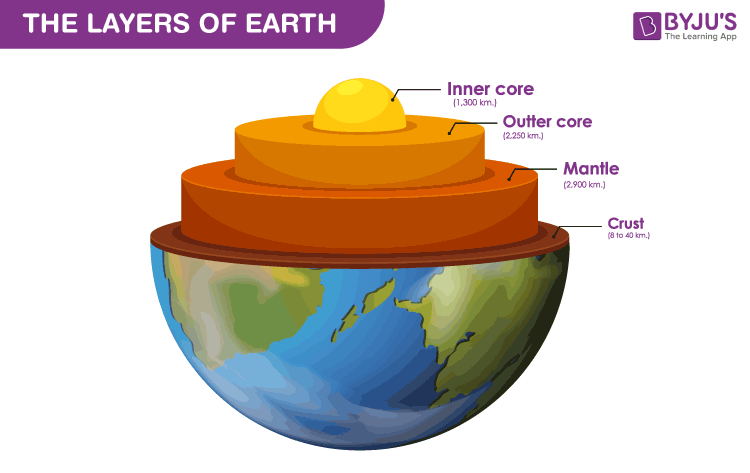 THE LAYERS OF EARTH
BYJU'S
The Learning App
Inner core
(1,300 km.)
Outter core
(2,250 km.)
Mantle
(2,900 km.)
Crust
(8 to 40 km.)